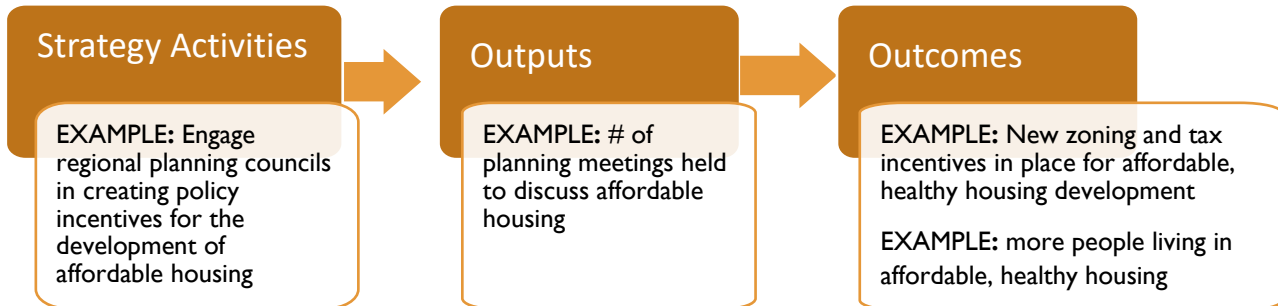 Strategy Activities
EXAMPLE: Engage
regional planning councils
in creating policy
incentives for the
development of
affordable housing
Outputs
EXAMPLE: # of
planning meetings held
to discuss affordable
housing
Outcomes
EXAMPLE: New zoning and tax
incentives in place for affordable,
healthy housing development
EXAMPLE: more people living in
affordable, healthy housing